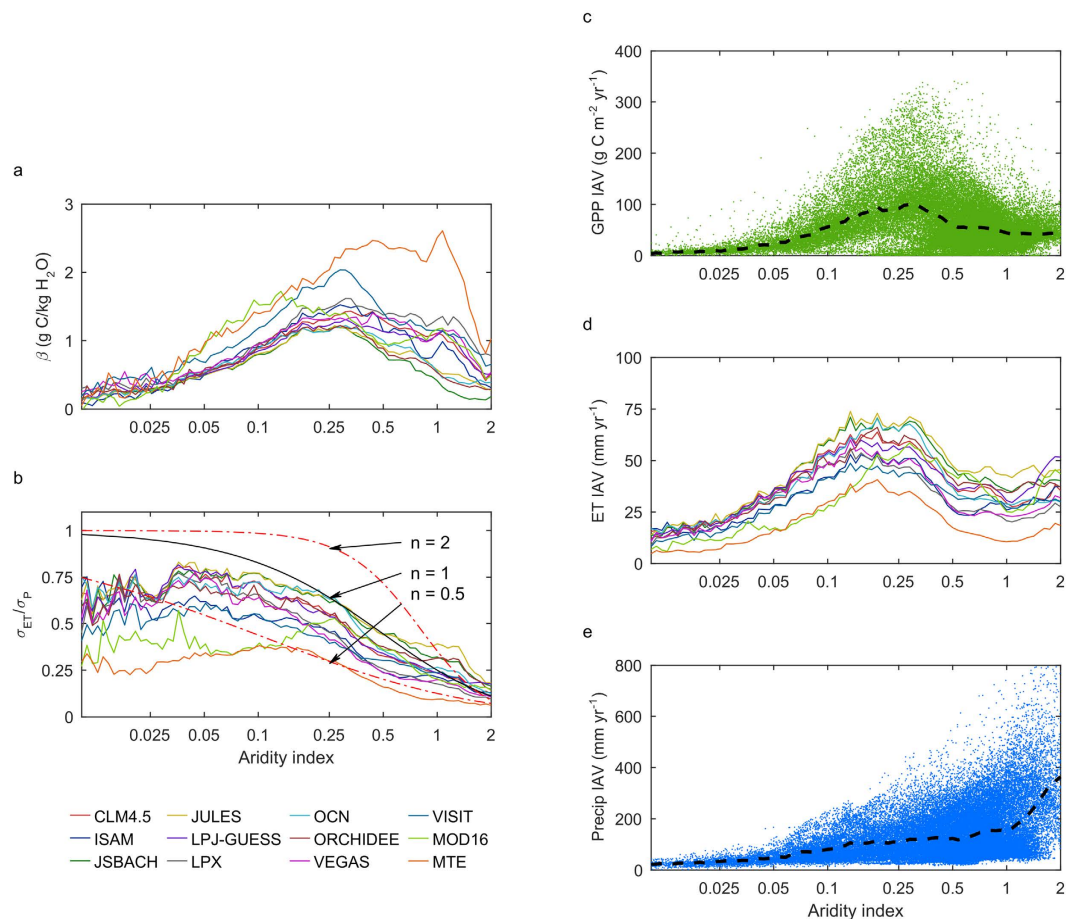 a
β (g C/kg H2O)
3
2
1
0
0.025 0.05 0.1 0.25 0.5 1 2
b
σET/σP
1
0.75
0.5
0.25
0
n = 2
n = 1
n = 0.5
0.025 0.05 0.1 0.25 0.5 1 2
Aridity index
CLM4.5 JULES OCN VISIT
ISAM LPJ-GUESS ORCHIDEE MOD16
JSBACH LPX VEGAS MTE
c
GPP IAV (g C m-2 yr-1)
400
300
200
100
0
0.025 0.05 0.1 0.25 0.5 1 2
d
ET IAV (mm yr-1)
100
75
50
25
0
0.025 0.05 0.1 0.25 0.5 1 2
e
Precip IAV (mm yr-1)
800
600
400
200
0
0.025 0.05 0.1 0.25 0.5 1 2
Aridity index